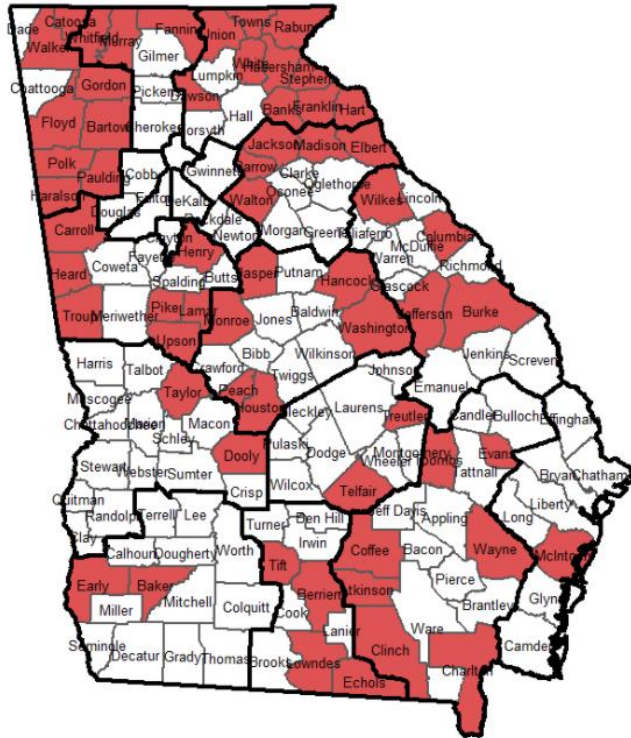 Dade Catoosa Fannin Union Towns Rabun
Walker Whitfield Murray
Gilmer White Habersham
Chattooga Gordon Pickens Lumpkin Stephens
Dawson Banks Franklin Hart
Floyd Bartow Cherokee Forsyth Hall
Jackson Madison Elbert
Polk Paulding Cobb Gwinnett Barrow Clarke
Haralson Oconee Oglethorpe
Douglas Fulton DeKalb Walton Wilkes Lincoln
Carroll Rockdale Newton Morgan Greene Taliaferro Columbia
Clayton McDuffie
Heard Coweta Fayette Henry Warren Richmond
Spalding Butts Jasper Putnam Hancock Glascock
Troup Meriwether Pike Lamar Monroe Jones Baldwin Washington Jefferson Burke
Upson
Harris Talbot Crawford Bibb Wilkinson Jenkins Screven
Twiggs Johnson Emanuel
Muscogee Taylor Peach Houston Bleckley Laurens Treutlen Candler Bulloch Effingham
Chattahoochee Marion Macon
Schley Dooly Pulaski Dodge Montgomery Toombs Evans
Stewart Webster Sumter Wheeler Tattnall Bryan Chatham
Crisp Wilcox Telfair
Quitman Randolph Terrell Lee Turner Ben Hill Jeff Davis Appling Long Liberty
Clay Irwin
Calhoun Dougherty Worth Coffee Bacon Wayne McIntosh
Tift
Early Baker Mitchell Berrien Atkinson Pierce
Miller Colquitt Cook Brantley Glynn
Lanier Ware
Seminole Decatur Grady Thomas Brooks Lowndes Clinch Camden
Echols Charlton